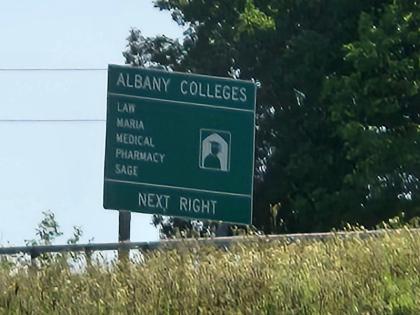 ALBANY COLLEGES
LAW
MARIA
MEDICAL
PHARMACY
SAGE
NEXT RIGHT